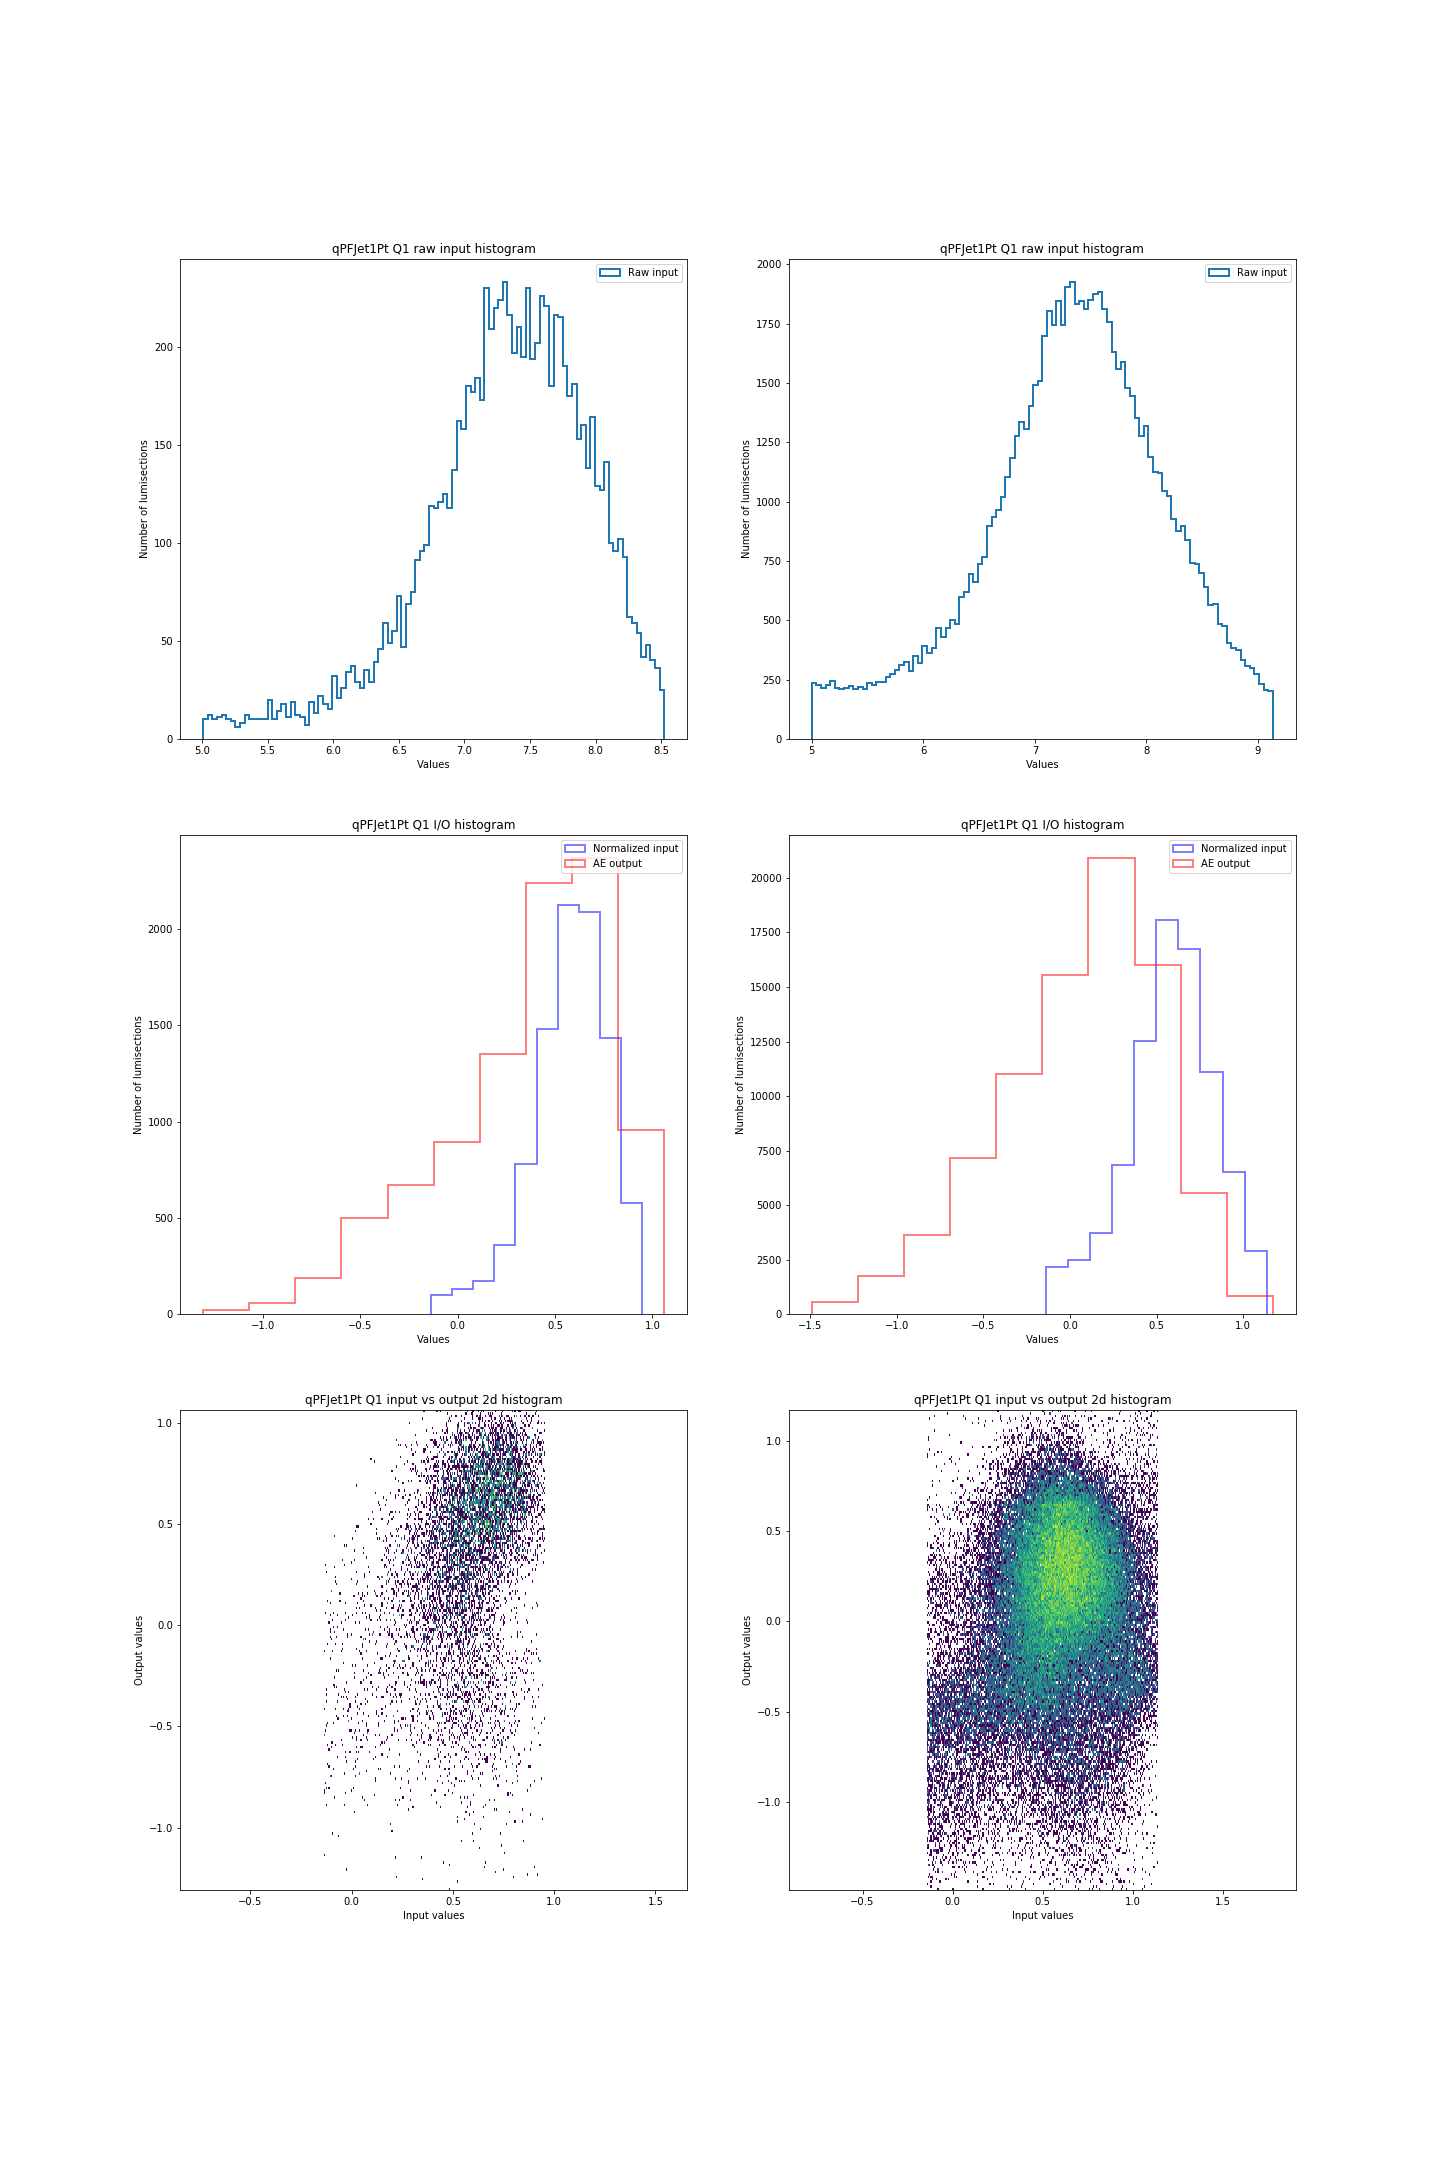 qPFJet1Pt Q1 raw input histogram
Raw input
Number of lumisections
200
150
100
50
0
5.0 5.5 6.0 6.5 7.0 7.5 8.0 8.5
Values
qPFJet1Pt Q1 raw input histogram
Raw input
Number of lumisections
2000
1750
1500
1250
1000
750
500
250
0
5 6 7 8 9
Values
qPFJet1Pt Q1 I/O histogram
Normalized input
AE output
Number of lumisections
2000
1500
1000
500
0
−1.0 −0.5 0.0 0.5 1.0
Values
qPFJet1Pt Q1 I/O histogram
Normalized input
AE output
Number of lumisections
20000
17500
15000
12500
10000
7500
5000
2500
0
−1.5 −1.0 −0.5 0.0 0.5 1.0
Values
qPFJet1Pt Q1 input vs output 2d histogram
Output values
1.0
0.5
0.0
−0.5
−1.0
−0.5 0.0 0.5 1.0 1.5
Input values
qPFJet1Pt Q1 input vs output 2d histogram
Output values
1.0
0.5
0.0
−0.5
−1.0
−0.5 0.0 0.5 1.0 1.5
Input values